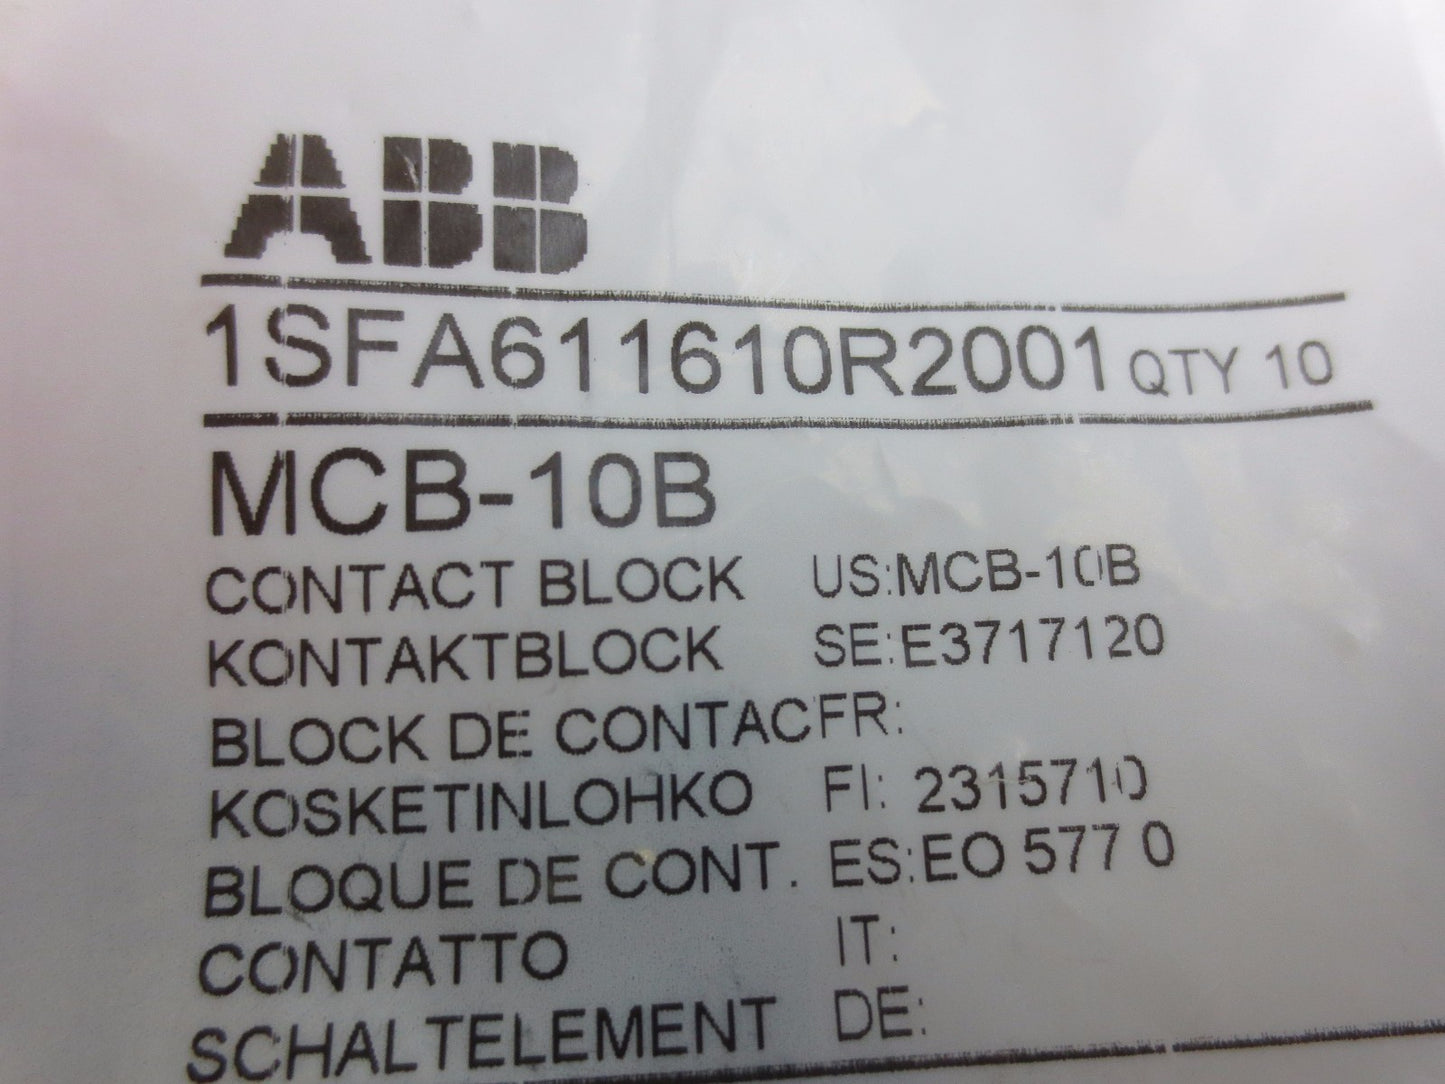 ABB
1SFA611610R2001 QTY 10
MCB-10B
CONTACT BLOCK US:MCB-10B
KONTAKTBLOCK SE:E3717120
BLOCK DE CONTACFR:
KOSKETINLOHKO FI: 2315710
BLOQUE DE CONT. ES:EO 577 0
CONTATTO IT:
SCHALTELEMENT DE: